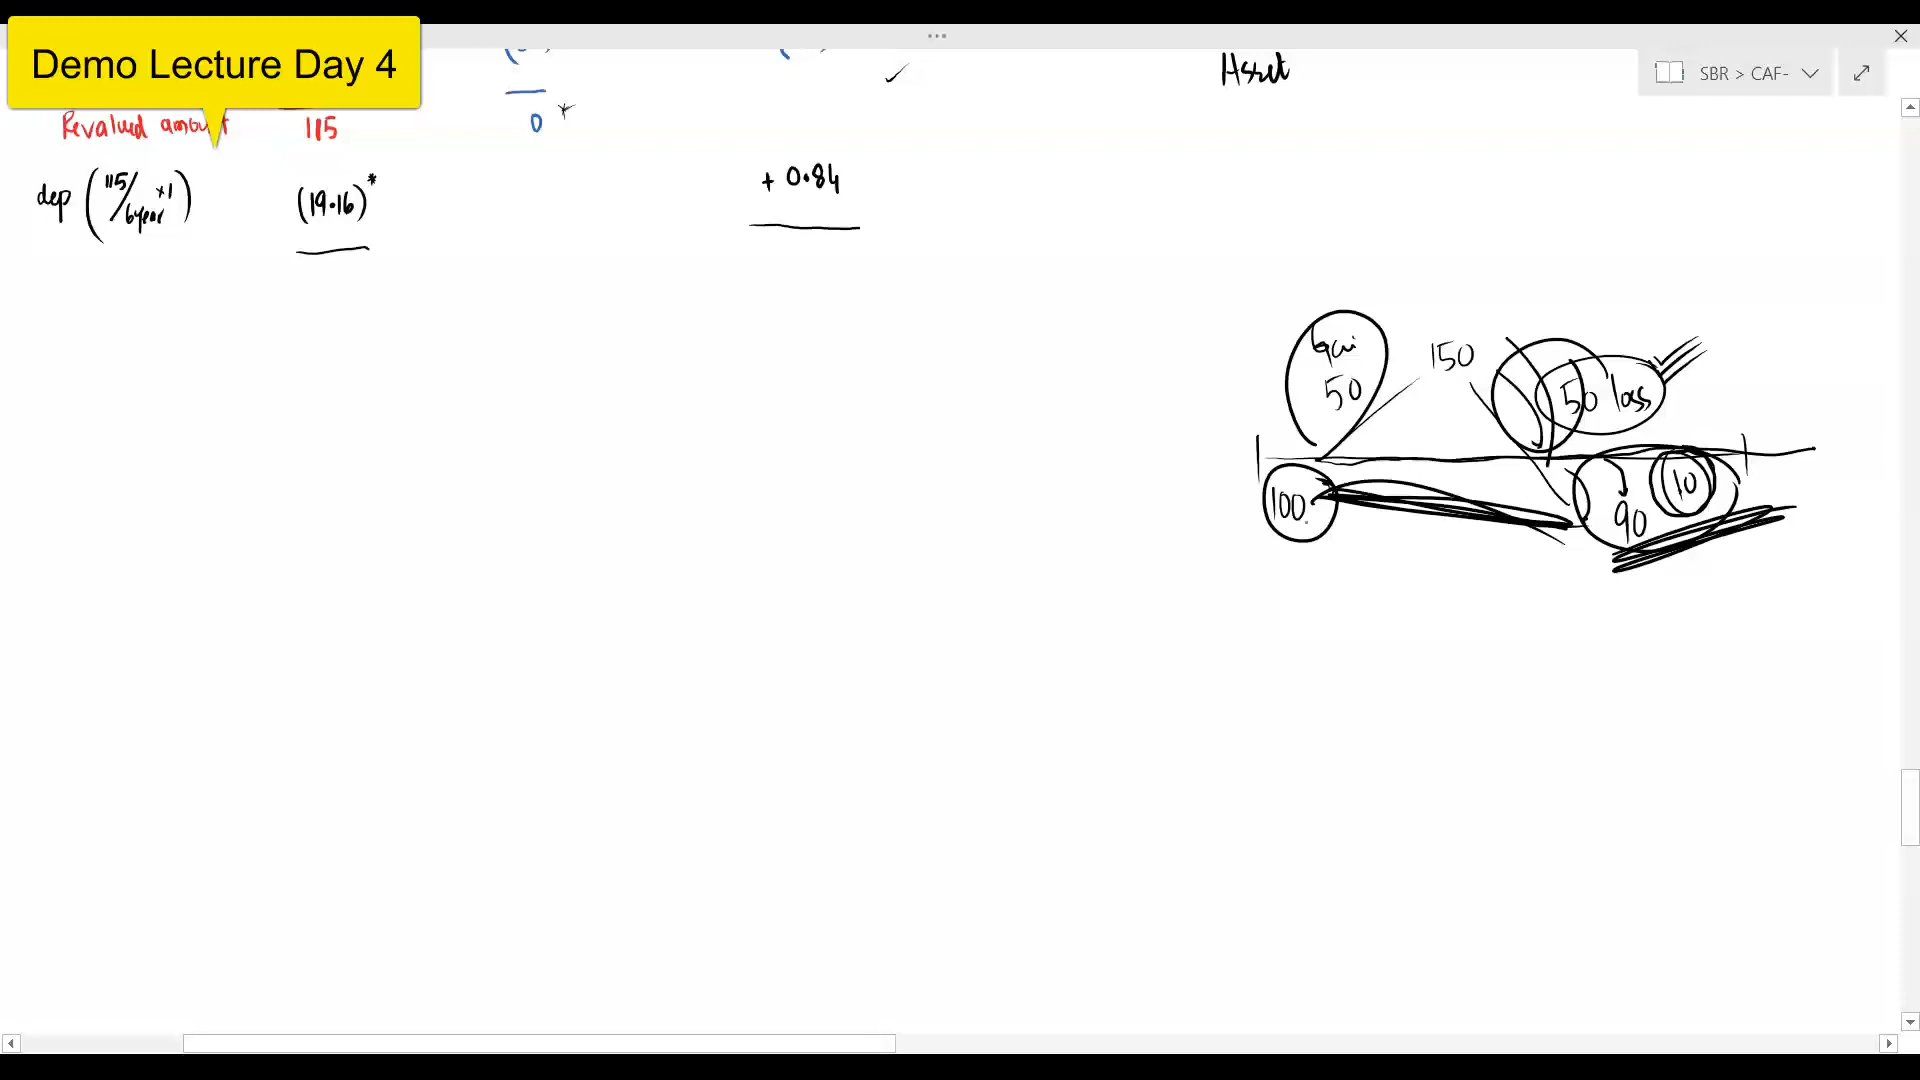 Demo Lecture Day 4
Asset
SBR > CAF-
0 *
Revalued amount 115
+ 0.84
dep (115/6year ×1) (19.16)*
150
50
50 loss
100
10
90